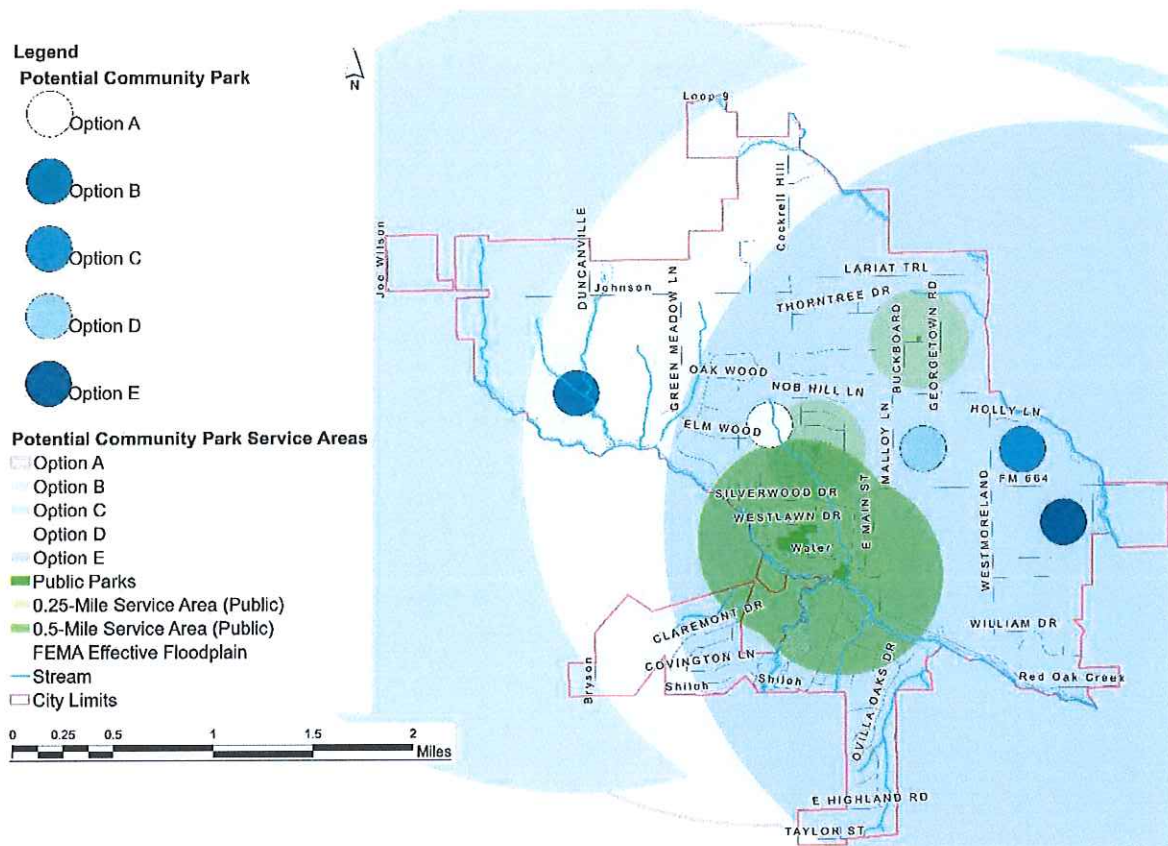 Legend
Potential Community Park
Option A
Option B
Option C
Option D
Option E
Potential Community Park Service Areas
Option A
Option B
Option C
Option D
Option E
Public Parks
0.25-Mile Service Area (Public)
0.5-Mile Service Area (Public)
FEMA Effective Floodplain
Stream
City Limits
0 0.25 0.5 1 1.5 2
Miles
N
Loop 9
Cockrell Hill
Joe Wilson
DUNCANVILLE
Johnson
GREEN MEADOW LN
LARIAT TRL
THORNTREE DR
BUCKBOARD
GEORGETOWN RD
OAK WOOD
NOB HILL LN
ELM WOOD
MALLOY LN
HOLLY LN
FM 664
SILVERWOOD DR
WESTLAWN DR
E MAIN ST
Water
WESTMORELAND
CLAREMONT DR
WILLIAM DR
COVINGTON LN
Bryson
Shiloh
Shiloh
Red Oak Creek
OVILLA OAKS DR
E HIGHLAND RD
TAYLOR ST